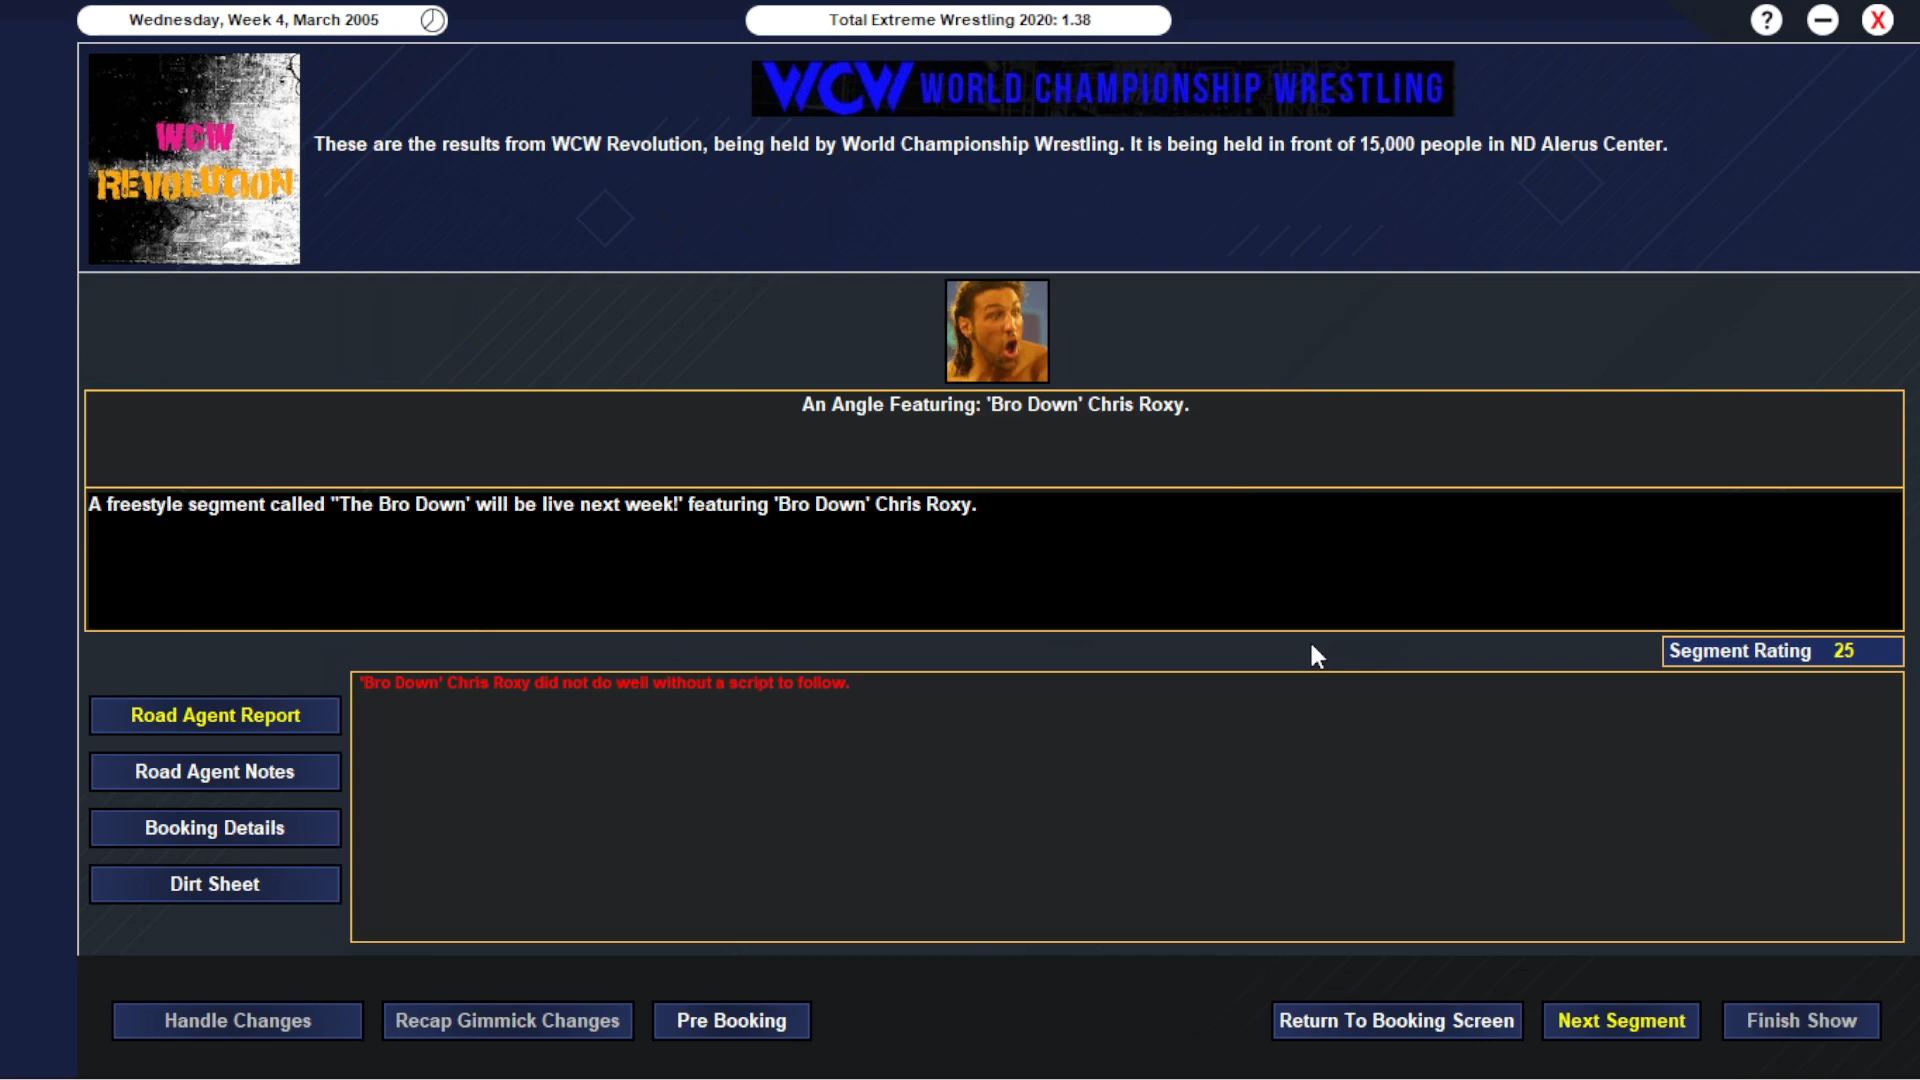 Wednesday, Week 4, March 2005
Total Extreme Wrestling 2020: 1.38
?
X
WCW
REVOLUTION
WCW WORLD CHAMPIONSHIP WRESTLING
These are the results from WCW Revolution, being held by World Championship Wrestling. It is being held in front of 15,000 people in ND Alerus Center.
An Angle Featuring: 'Bro Down' Chris Roxy.
A freestyle segment called "The Bro Down' will be live next week!' featuring 'Bro Down' Chris Roxy.
Segment Rating 25
'Bro Down' Chris Roxy did not do well without a script to follow.
Road Agent Report
Road Agent Notes
Booking Details
Dirt Sheet
Handle Changes
Recap Gimmick Changes
Pre Booking
Return To Booking Screen
Next Segment
Finish Show